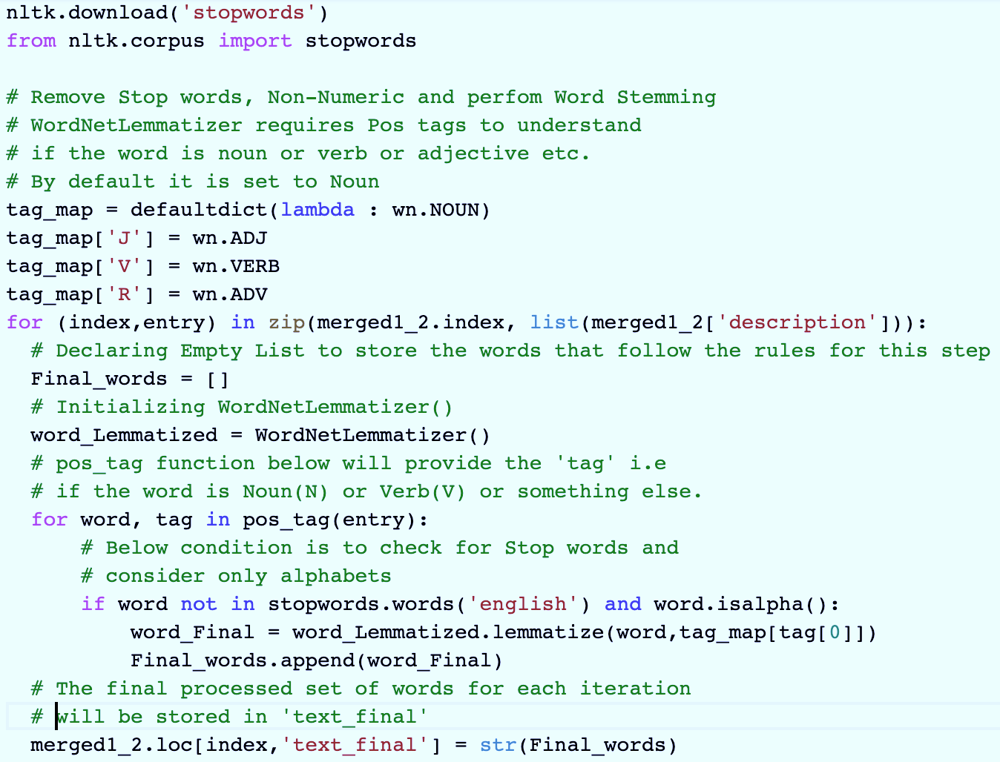 nltk.download('stopwords')
from nltk.corpus import stopwords

# Remove Stop words, Non-Numeric and perfom Word Stemming
# WordNetLemmatizer requires Pos tags to understand
# if the word is noun or verb or adjective etc.
# By default it is set to Noun
tag_map = defaultdict(lambda : wn.NOUN)
tag_map['J'] = wn.ADJ
tag_map['V'] = wn.VERB
tag_map['R'] = wn.ADV
for (index,entry) in zip(merged1_2.index, list(merged1_2['description'])):
  # Declaring Empty List to store the words that follow the rules for this step
  Final_words = []
  # Initializing WordNetLemmatizer()
  word_Lemmatized = WordNetLemmatizer()
  # pos_tag function below will provide the 'tag' i.e
  # if the word is Noun(N) or Verb(V) or something else.
  for word, tag in pos_tag(entry):
      # Below condition is to check for Stop words and
      # consider only alphabets
      if word not in stopwords.words('english') and word.isalpha():
          word_Final = word_Lemmatized.lemmatize(word,tag_map[tag[0]])
          Final_words.append(word_Final)
  # The final processed set of words for each iteration
  # will be stored in 'text_final'
  merged1_2.loc[index,'text_final'] = str(Final_words)